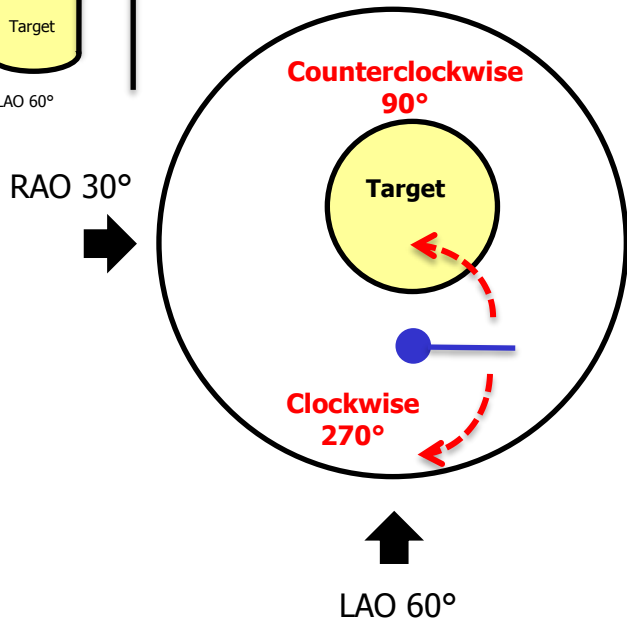 Target
LAO 60°
Counterclockwise
90°
RAO 30°
Target
Clockwise
270°
LAO 60°